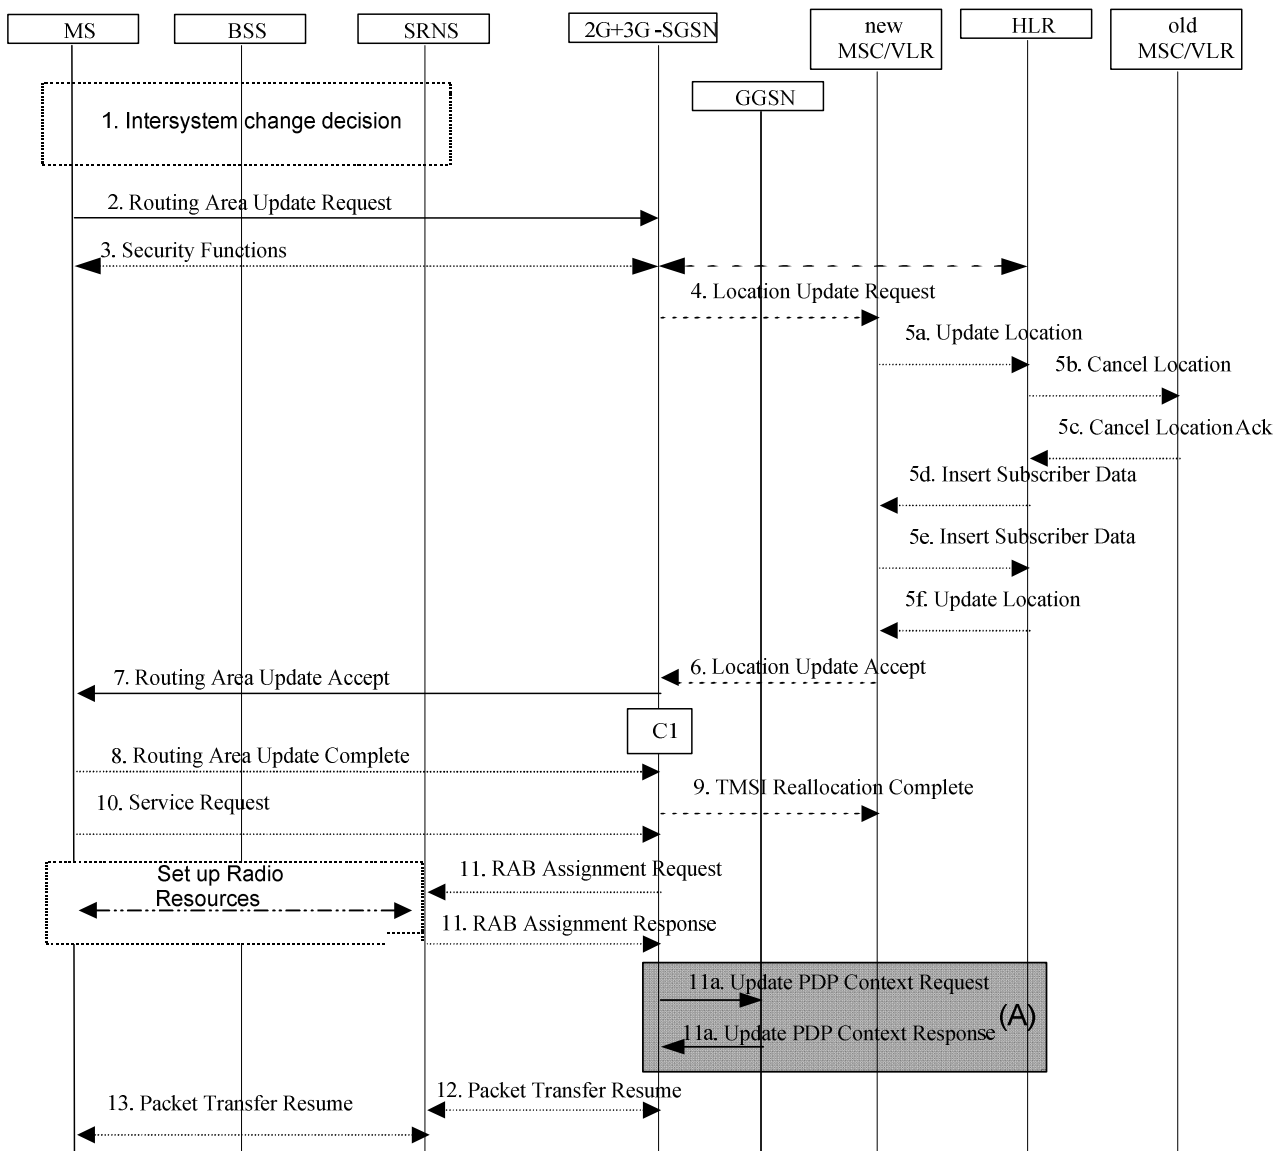 MS
BSS
SRNS
2G+3G-SGSN
new
MSC/VLR
HLR
old
MSC/VLR
GGSN
1. Intersystem change decision
2. Routing Area Update Request
3. Security Functions
4. Location Update Request
5a. Update Location
5b. Cancel Location
5c. Cancel Location Ack
5d. Insert Subscriber Data
5e. Insert Subscriber Data
5f. Update Location
6. Location Update Accept
7. Routing Area Update Accept
C1
8. Routing Area Update Complete
9. TMSI Reallocation Complete
10. Service Request
11. RAB Assignment Request
Set up Radio
Resources
11. RAB Assignment Response
11a. Update PDP Context Request
(A)
11a. Update PDP Context Response
12. Packet Transfer Resume
13. Packet Transfer Resume